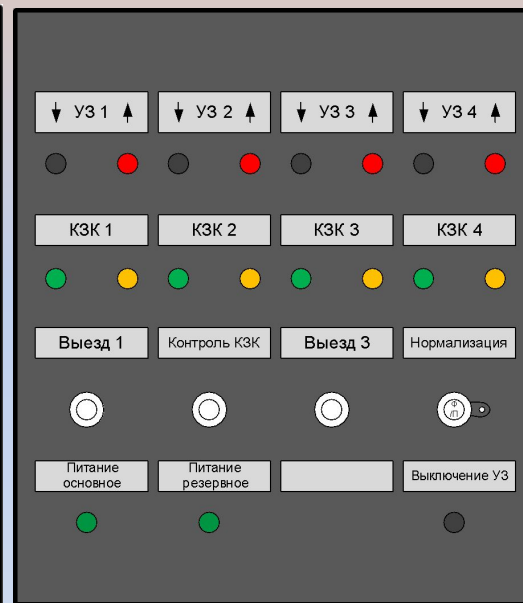 ↓ УЗ 1 ↑
↓ УЗ 2 ↑
↓ УЗ 3 ↑
↓ УЗ 4 ↑
КЗК 1
КЗК 2
КЗК 3
КЗК 4
Выезд 1
Контроль КЗК
Выезд 3
Нормализация
Ф
/П
Питание
основное
Питание
резервное
Выключение УЗ